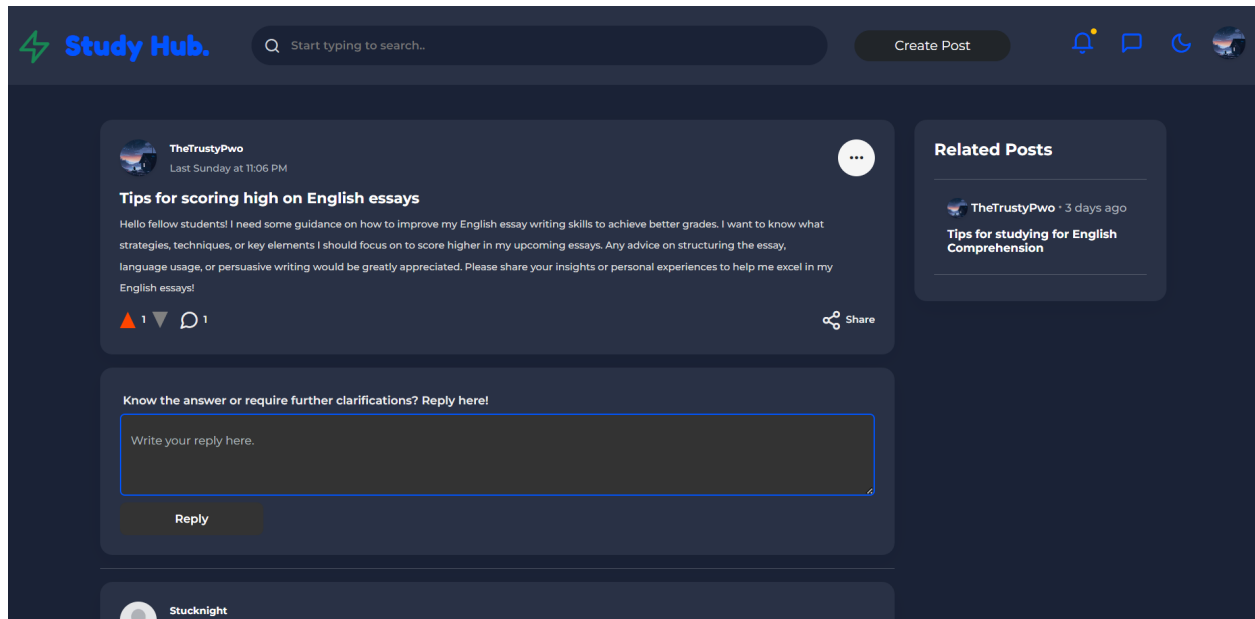 Study Hub.
Start typing to search..
Create Post
TheTrustyPwo
Last Sunday at 11:06 PM
Tips for scoring high on English essays
Hello fellow students! I need some guidance on how to improve my English essay writing skills to achieve better grades. I want to know what
strategies, techniques, or key elements I should focus on to score higher in my upcoming essays. Any advice on structuring the essay,
language usage, or persuasive writing would be greatly appreciated. Please share your insights or personal experiences to help me excel in my
English essays!
1
1
Share
Know the answer or require further clarifications? Reply here!
Write your reply here.
Reply
Stucknight
Related Posts
TheTrustyPwo · 3 days ago
Tips for studying for English
Comprehension